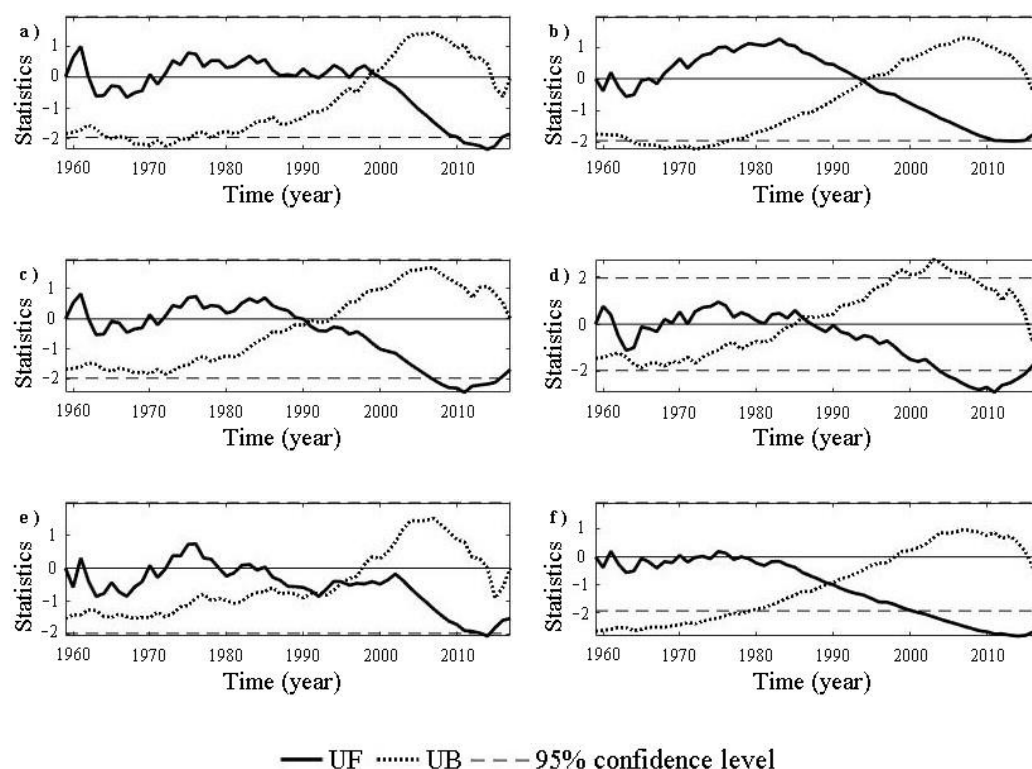 a )
Statistics
1
0
-1
-2
1960 1970 1980 1990 2000 2010
Time (year)
b )
Statistics
1
0
-1
-2
1960 1970 1980 1990 2000 2010
Time (year)
c )
Statistics
1
0
-1
-2
1960 1970 1980 1990 2000 2010
Time (year)
d )
Statistics
2
0
-2
1960 1970 1980 1990 2000 2010
Time (year)
e )
Statistics
1
0
-1
-2
1960 1970 1980 1990 2000 2010
Time (year)
f )
Statistics
1
0
-1
-2
1960 1970 1980 1990 2000 2010
Time (year)
UF UB 95% confidence level